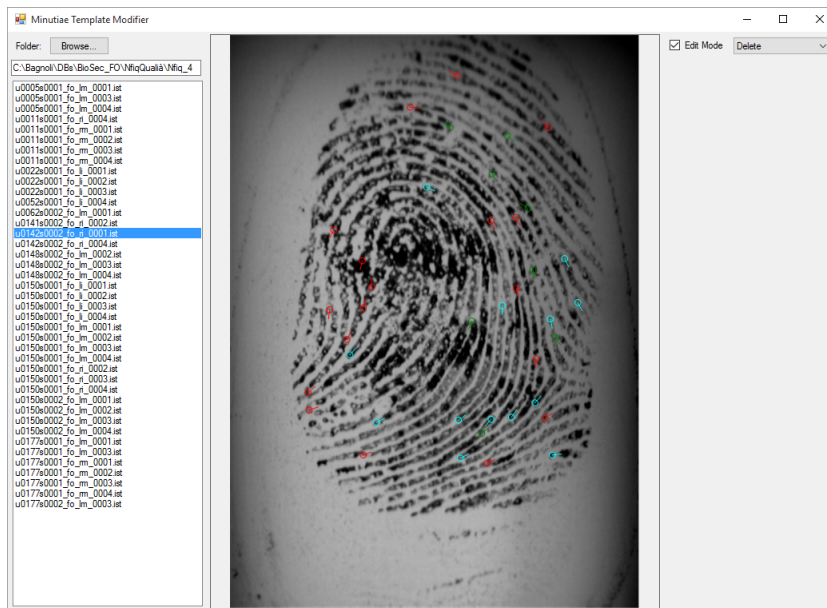 Minutiae Template Modifier
Folder: Browse... Edit Mode Delete
C:\Bagnoli\DBs\BioSec_FO\NfiqQualià\Nfiq_4
u0005s0001_fo_lm_0001.ist
u0005s0001_fo_lm_0003.ist
u0005s0001_fo_lm_0004.ist
u0011s0001_fo_ri_0004.ist
u0011s0001_fo_rm_0001.ist
u0011s0001_fo_rm_0002.ist
u0011s0001_fo_rm_0003.ist
u0011s0001_fo_rm_0004.ist
u0022s0001_fo_li_0001.ist
u0022s0001_fo_li_0002.ist
u0022s0001_fo_li_0003.ist
u0052s0001_fo_li_0004.ist
u0062s0002_fo_lm_0001.ist
u0141s0002_fo_ri_0002.ist
u0142s0002_fo_ri_0001.ist
u0142s0002_fo_ri_0004.ist
u0148s0002_fo_lm_0002.ist
u0148s0002_fo_lm_0003.ist
u0148s0002_fo_lm_0004.ist
u0150s0001_fo_li_0001.ist
u0150s0001_fo_li_0002.ist
u0150s0001_fo_li_0003.ist
u0150s0001_fo_li_0004.ist
u0150s0001_fo_lm_0001.ist
u0150s0001_fo_lm_0002.ist
u0150s0001_fo_lm_0003.ist
u0150s0001_fo_lm_0004.ist
u0150s0001_fo_ri_0002.ist
u0150s0001_fo_ri_0003.ist
u0150s0001_fo_ri_0004.ist
u0150s0002_fo_lm_0001.ist
u0150s0002_fo_lm_0002.ist
u0150s0002_fo_lm_0003.ist
u0150s0002_fo_lm_0004.ist
u0177s0001_fo_lm_0001.ist
u0177s0001_fo_lm_0003.ist
u0177s0001_fo_rm_0001.ist
u0177s0001_fo_rm_0002.ist
u0177s0001_fo_rm_0003.ist
u0177s0001_fo_rm_0004.ist
u0177s0002_fo_lm_0003.ist